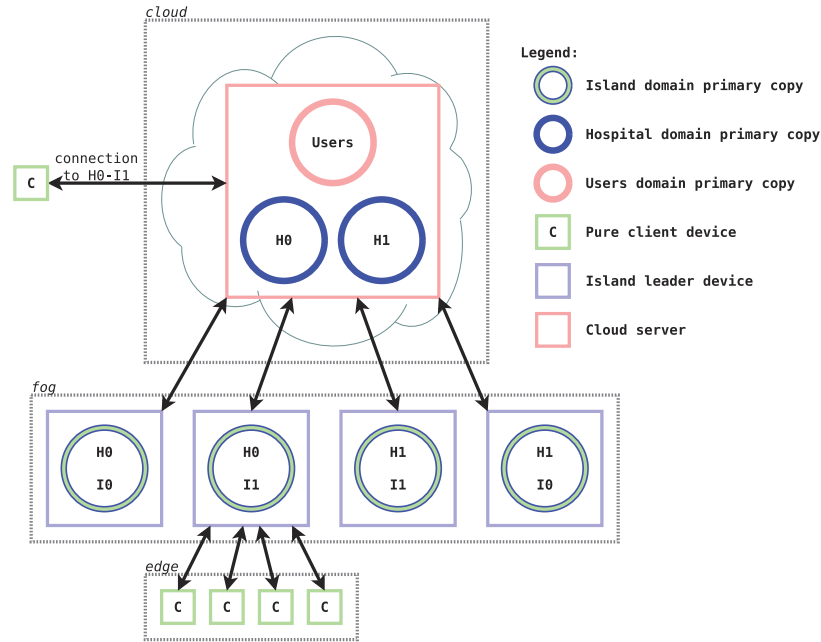 cloud
Users
H0
H1
connection
to H0-I1
C
Legend:
Island domain primary copy
Hospital domain primary copy
Users domain primary copy
C
Pure client device
Island leader device
Cloud server
fog
H0
I0
H0
I1
H1
I1
H1
I0
edge
C
C
C
C